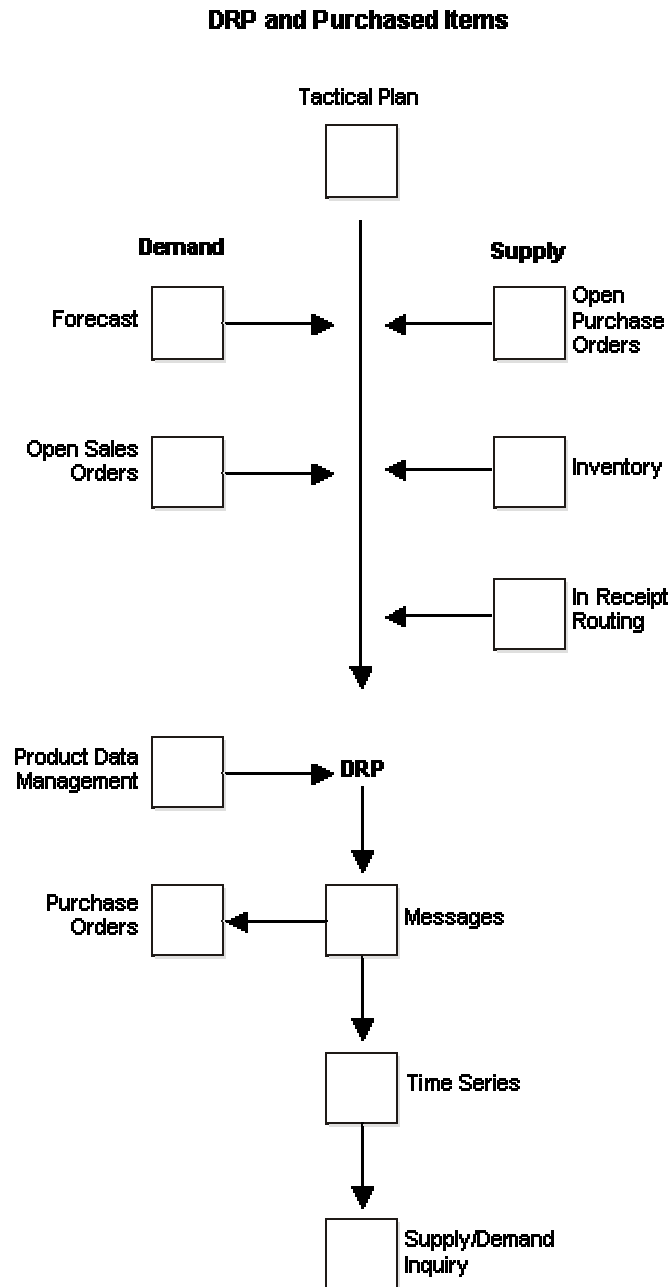 DRP and Purchased Items
Tactical Plan
Demand
Supply
Forecast
Open
Purchase
Orders
Open Sales
Orders
Inventory
In Receipt
Routing
Product Data
Management
DRP
Purchase
Orders
Messages
Time Series
Supply/Demand
Inquiry